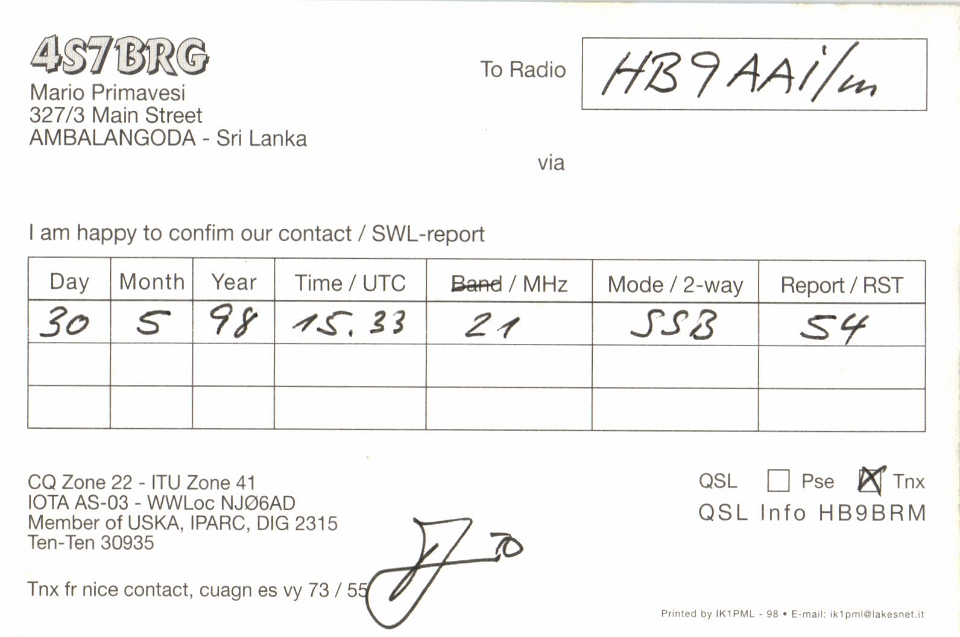 4S7BRG
Mario Primavesi
327/3 Main Street
AMBALANGODA - Sri Lanka
To Radio HB9AAi/m
via
I am happy to confim our contact / SWL-report
Day Month Year Time / UTC Band / MHz Mode / 2-way Report / RST
30 5 98 15.33 21 SSB 54
CQ Zone 22 - ITU Zone 41
IOTA AS-03 - WWLoc NJØ6AD
Member of USKA, IPARC, DIG 2315
Ten-Ten 30935
QSL Pse Tnx
QSL Info HB9BRM
Tnx fr nice contact, cuagn es vy 73 / 55
Printed by IK1PML - 98 • E-mail: ik1pml@lakesnet.it